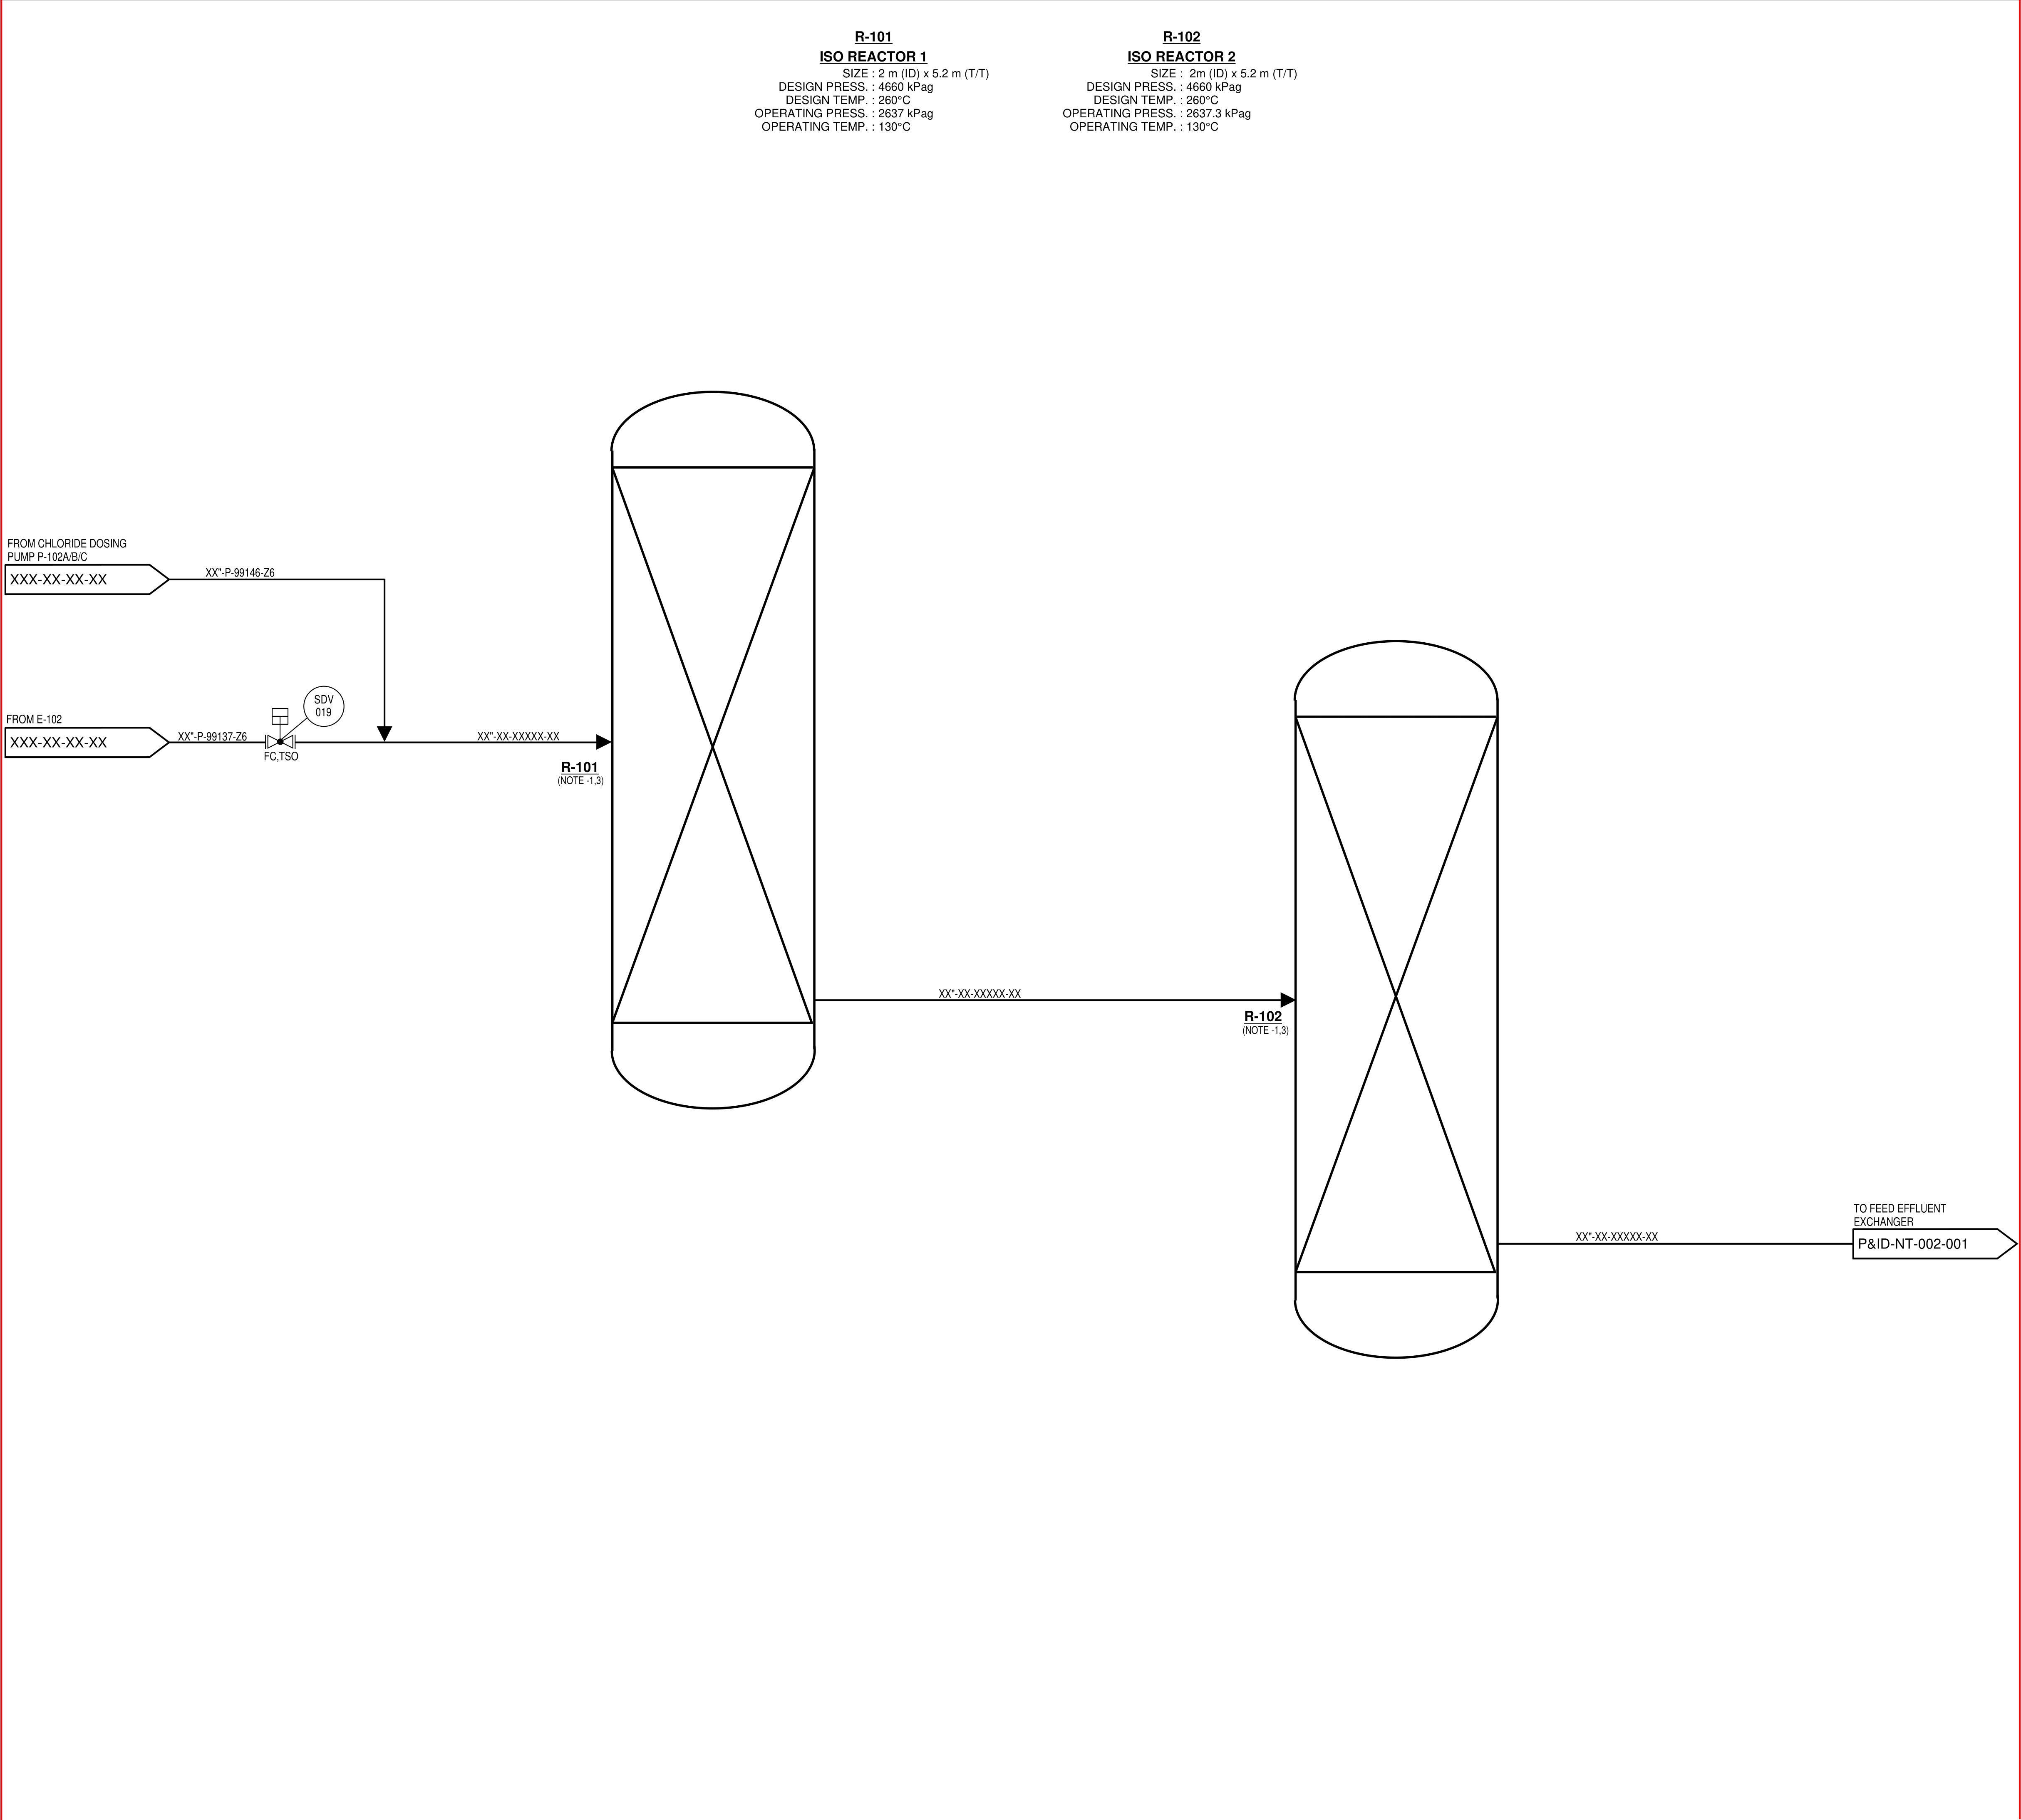 R-101
ISO REACTOR 1
SIZE : 2 m (ID) x 5.2 m (T/T)
DESIGN PRESS. : 4660 kPag
DESIGN TEMP. : 260°C
OPERATING PRESS. : 2637 kPag
OPERATING TEMP. : 130°C
R-102
ISO REACTOR 2
SIZE : 2m (ID) x 5.2 m (T/T)
DESIGN PRESS. : 4660 kPag
DESIGN TEMP. : 260°C
OPERATING PRESS. : 2637.3 kPag
OPERATING TEMP. : 130°C
FROM CHLORIDE DOSING
PUMP P-102A/B/C
XXX-XX-XX-XX
XX"-P-99146-Z6
FROM E-102
XXX-XX-XX-XX
XX"-P-99137-Z6
SDV
019
FC,TSO
XX"-XX-XXXXX-XX
R-101
(NOTE -1,3)
XX"-XX-XXXXX-XX
R-102
(NOTE -1,3)
XX"-XX-XXXXX-XX
TO FEED EFFLUENT
EXCHANGER
P&ID-NT-002-001